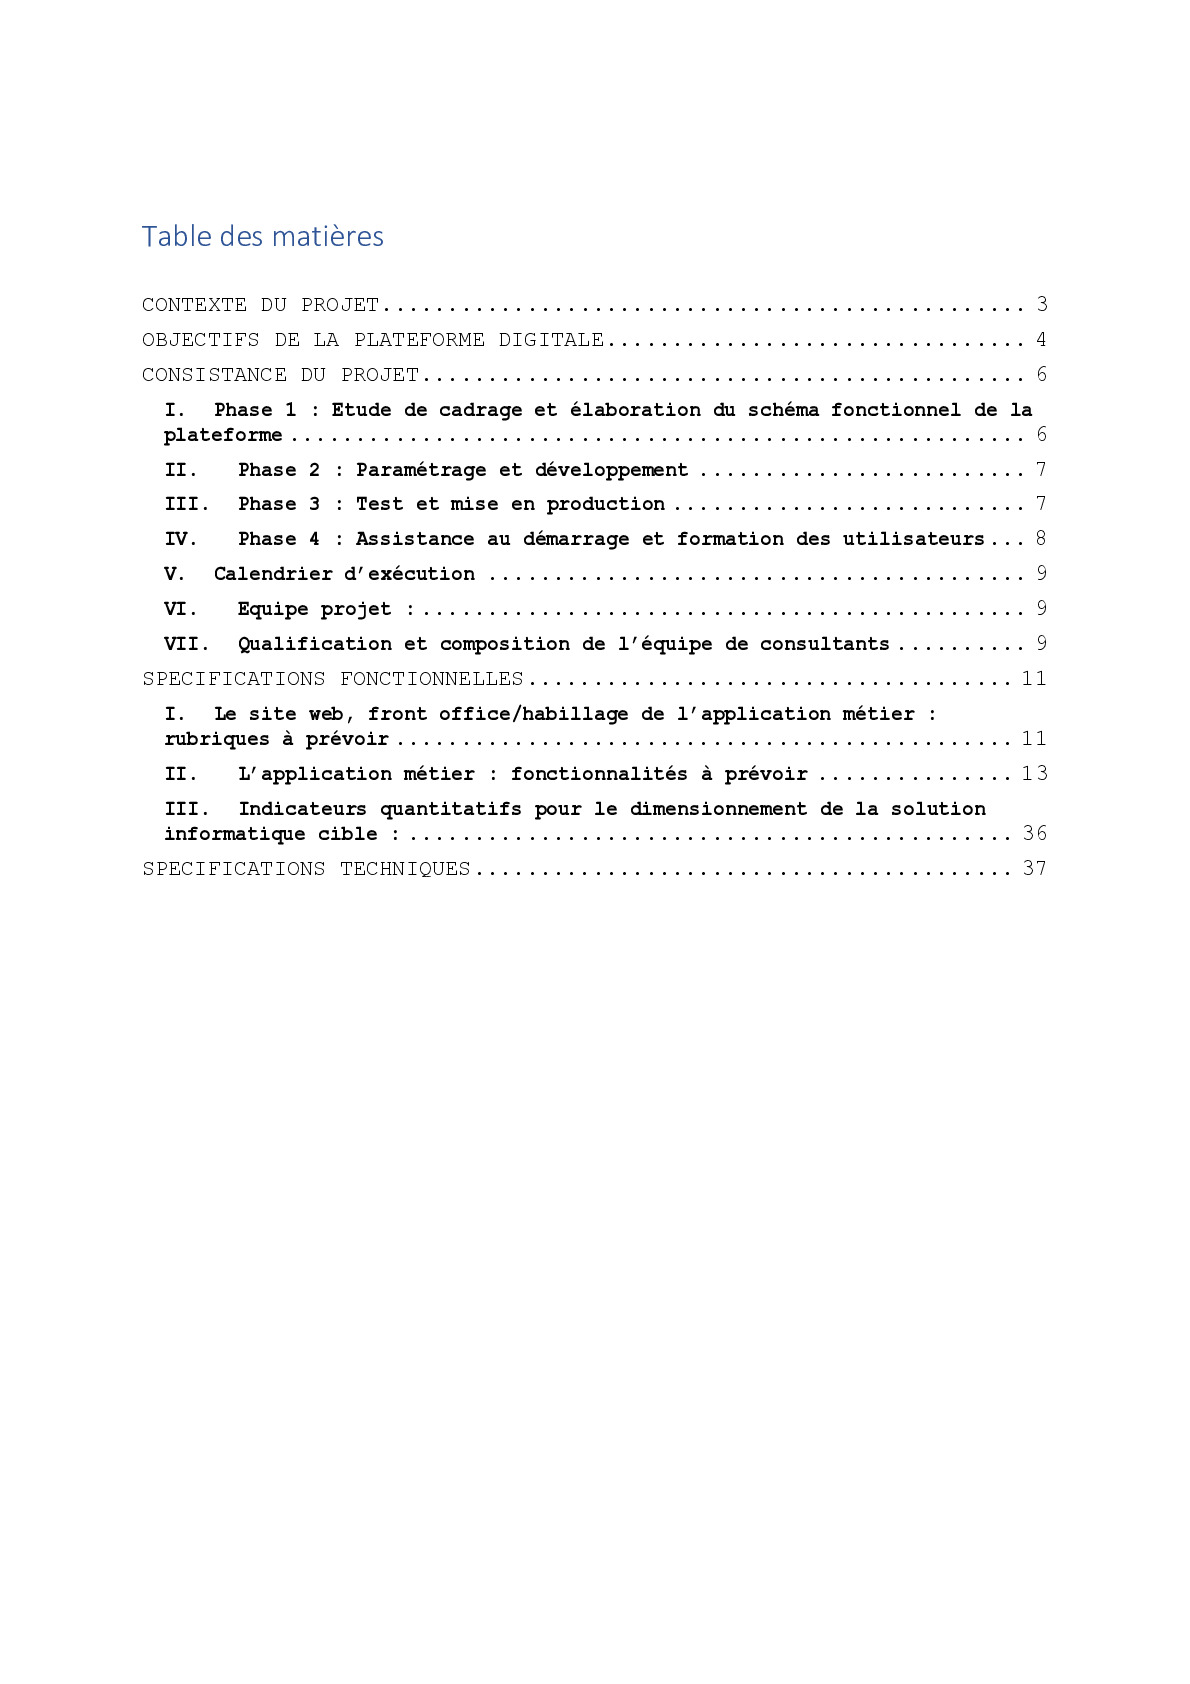 Table des matières
CONTEXTE DU PROJET................................................. 3
OBJECTIFS DE LA PLATEFORME DIGITALE................................ 4
CONSISTANCE DU PROJET.............................................. 6
I. Phase 1 : Etude de cadrage et élaboration du schéma fonctionnel de la
plateforme ........................................................ 6
II. Phase 2 : Paramétrage et développement ......................... 7
III. Phase 3 : Test et mise en production ........................... 7
IV. Phase 4 : Assistance au démarrage et formation des utilisateurs... 8
V. Calendrier d’exécution ......................................... 9
VI. Equipe projet :.............................................. 9
VII. Qualification et composition de l’équipe de consultants .......... 9
SPECIFICATIONS FONCTIONNELLES..................................... 11
I. Le site web, front office/habillage de l’application métier :
rubriques à prévoir ............................................... 11
II. L’application métier : fonctionnalités à prévoir ............... 13
III. Indicateurs quantitatifs pour le dimensionnement de la solution
informatique cible : .............................................. 36
SPECIFICATIONS TECHNIQUES......................................... 37